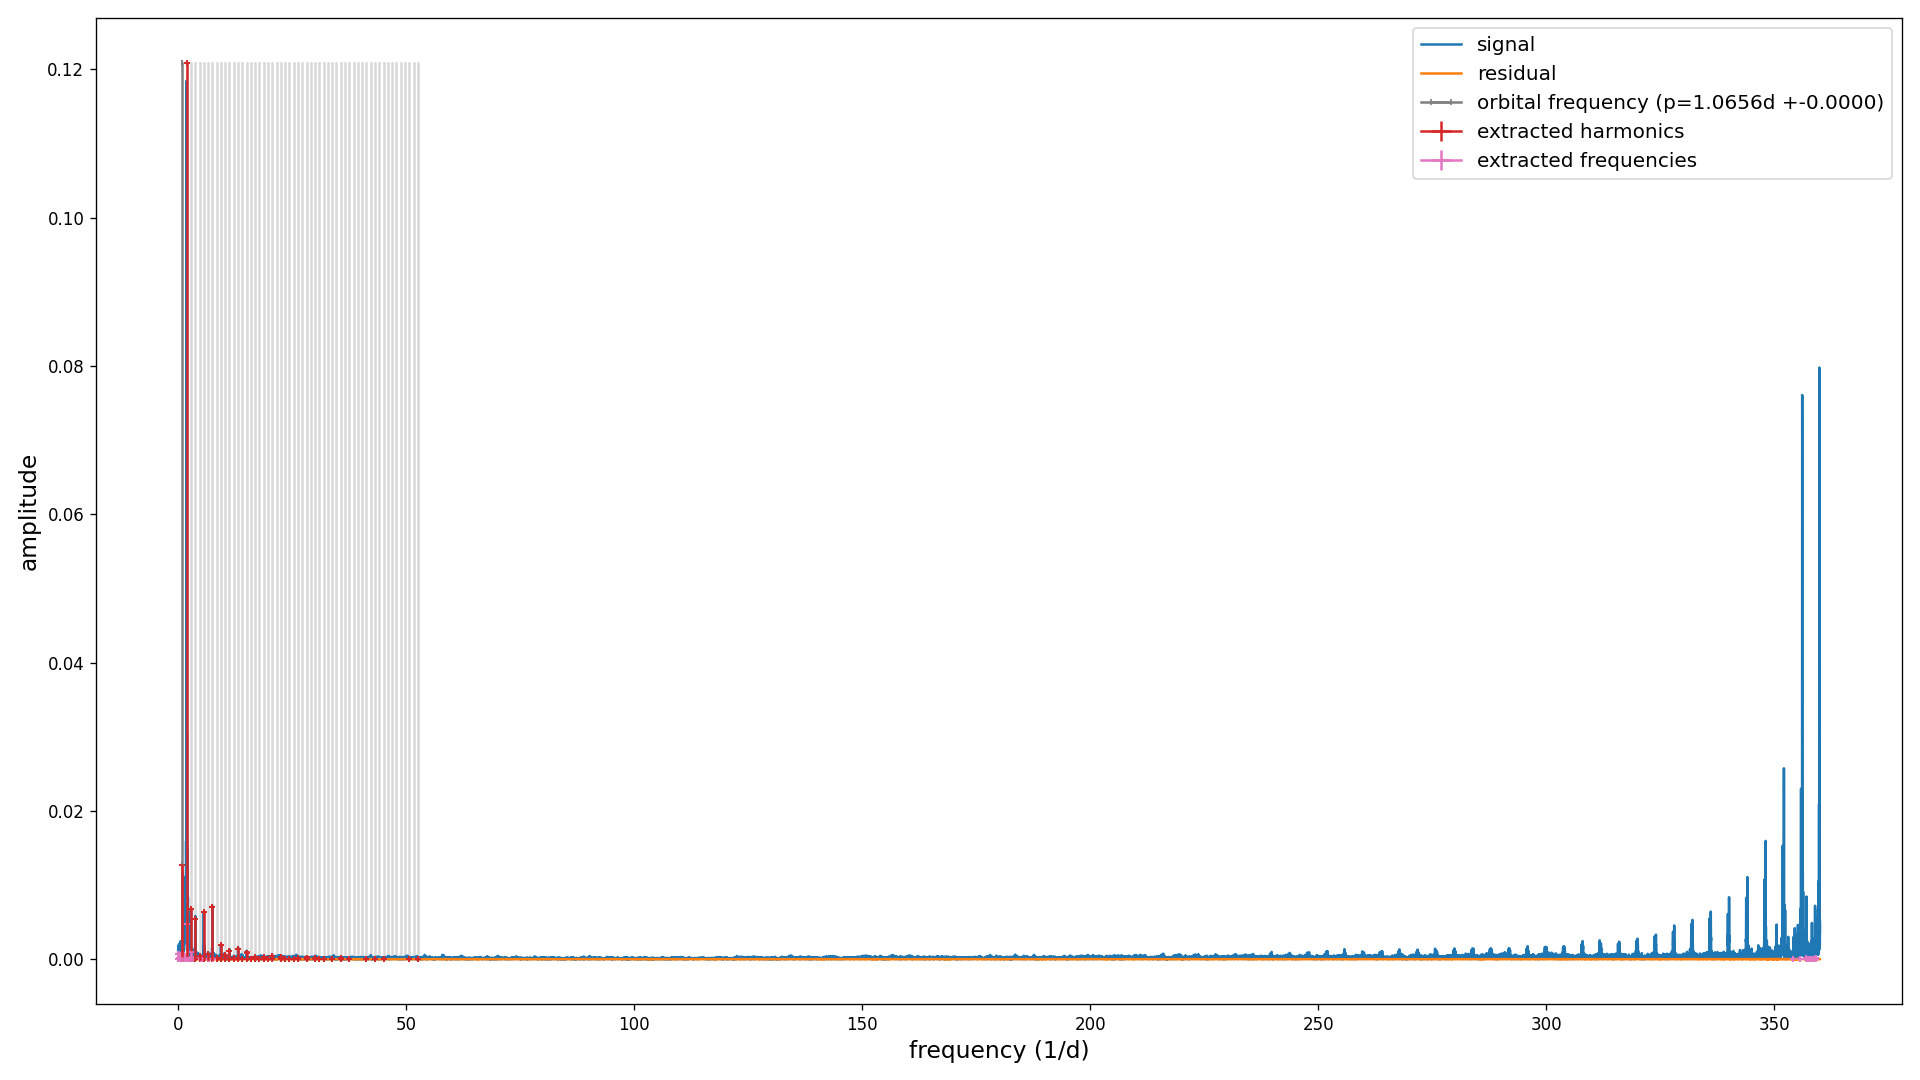 signal
residual
orbital frequency (p=1.0656d +-0.0000)
extracted harmonics
extracted frequencies
amplitude
0.12
0.10
0.08
0.06
0.04
0.02
0.00
0 50 100 150 200 250 300 350
frequency (1/d)